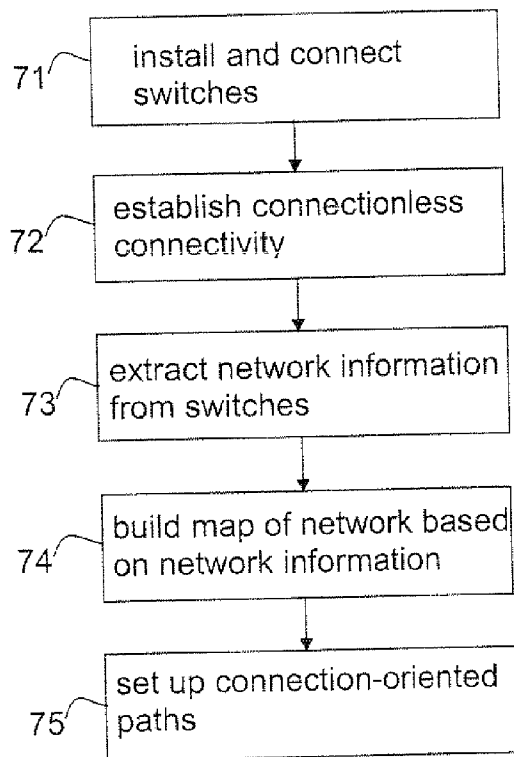 71
install and connect
switches
72
establish connectionless
connectivity
73
extract network information
from switches
74
build map of network based
on network information
75
set up connection-oriented
paths